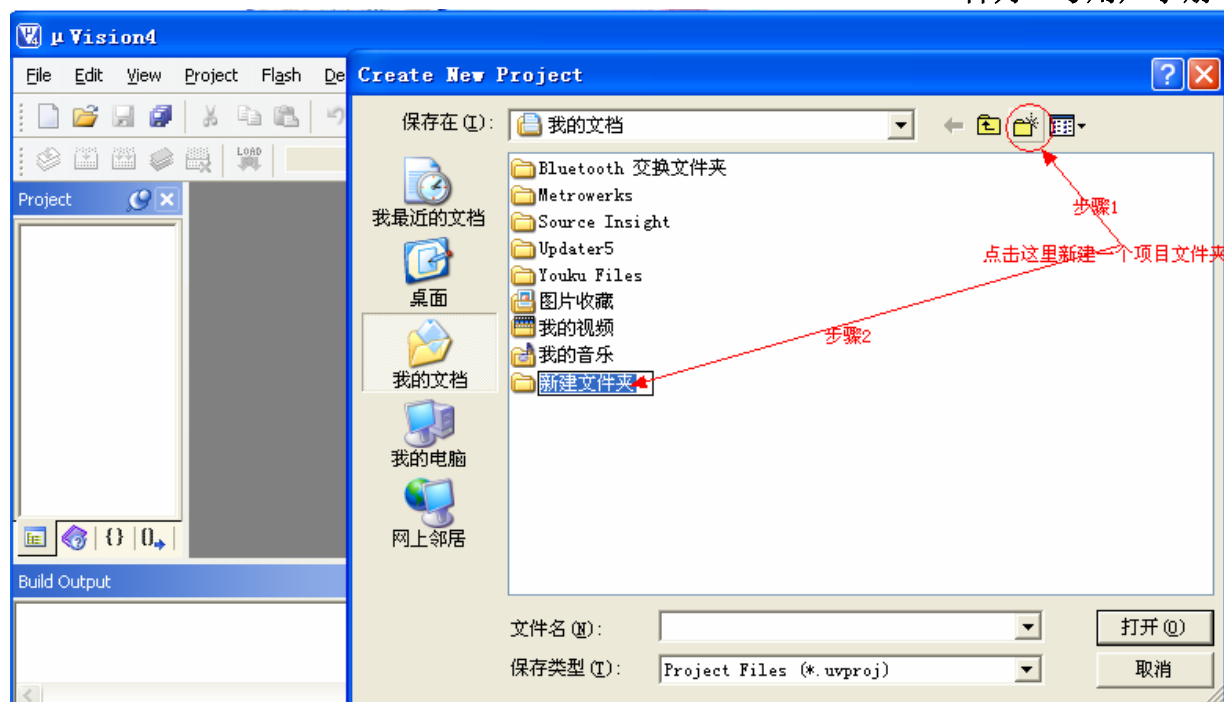 μVision4
File Edit View Project Flash De
Create New Project
保存在(I):
我的文档
LOAD
Project
Bluetooth 交换文件夹
Metrowerks
Source Insight
Updater5
Youku Files
图片收藏
我的视频
我的音乐
新建文件夹
我最近的文档
桌面
我的文档
我的电脑
网上邻居
步骤1
点击这里新建一个项目文件夹
步骤2
Build Output
文件名(N):
打开(O)
保存类型(T):
Project Files (*.uvproj)
取消